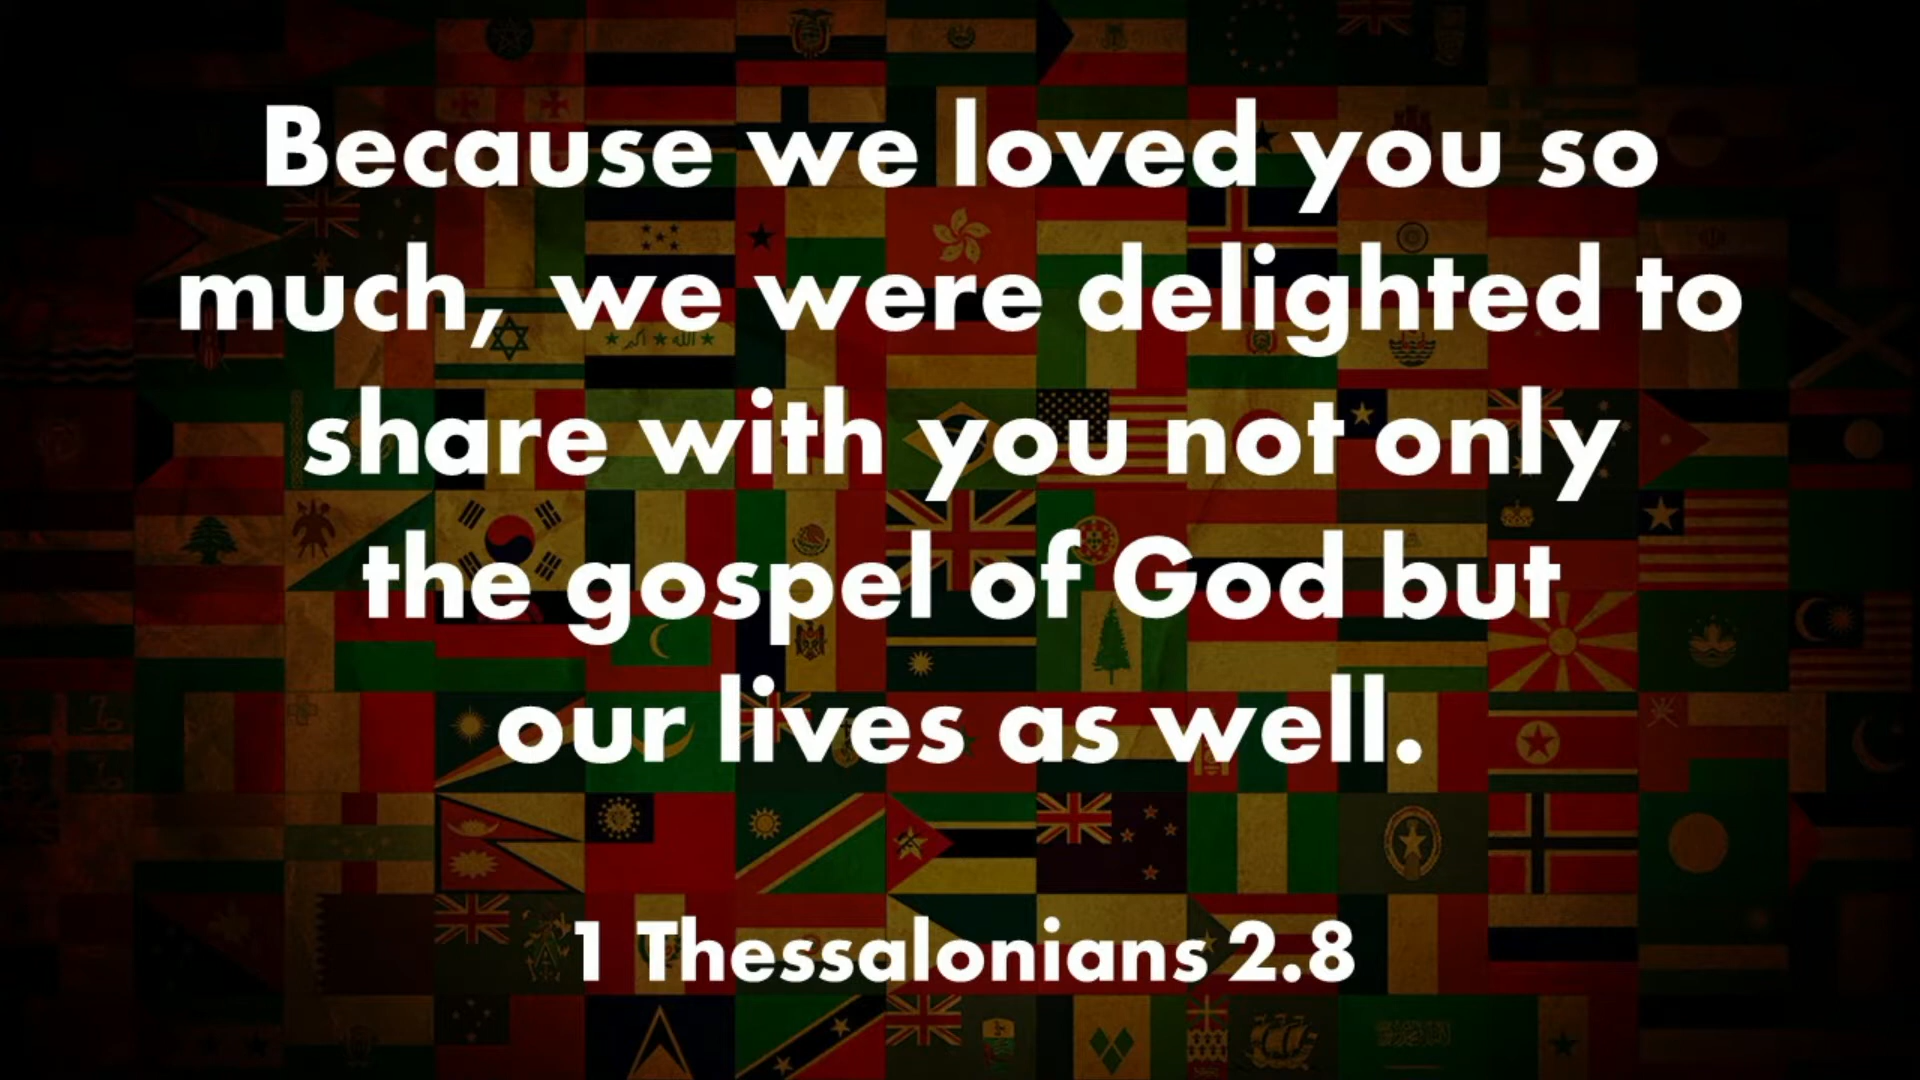 Because we loved you so
much, we were delighted to
share with you not only
the gospel of God but
our lives as well.
1 Thessalonians 2.8